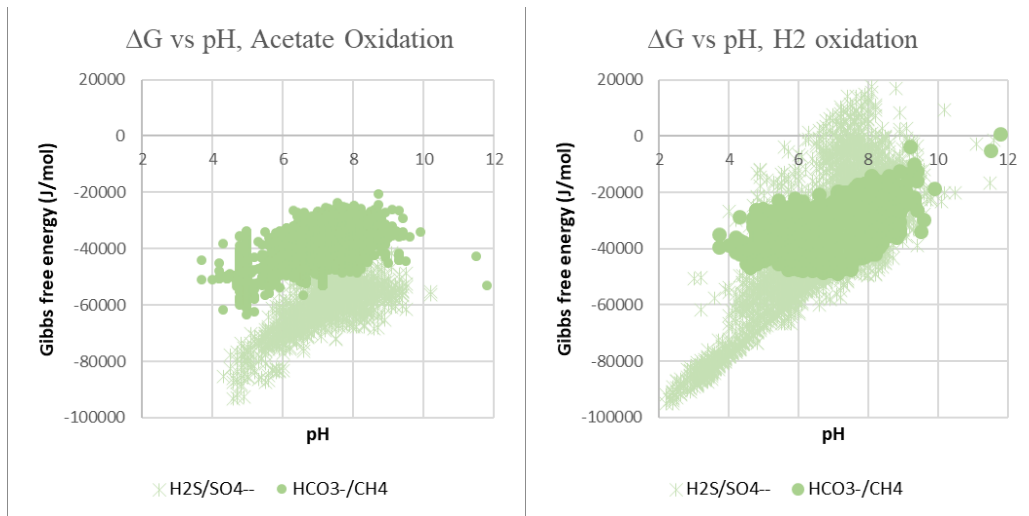 ΔG vs pH, Acetate Oxidation
20000
0
-20000
-40000
-60000
-80000
-100000
2 4 6 8 10 12
Gibbs free energy (J/mol)
pH
H2S/SO4-- HCO3-/CH4
ΔG vs pH, H2 oxidation
20000
0
-20000
-40000
-60000
-80000
-100000
2 4 6 8 10 12
Gibbs free energy (J/mol)
pH
H2S/SO4-- HCO3-/CH4